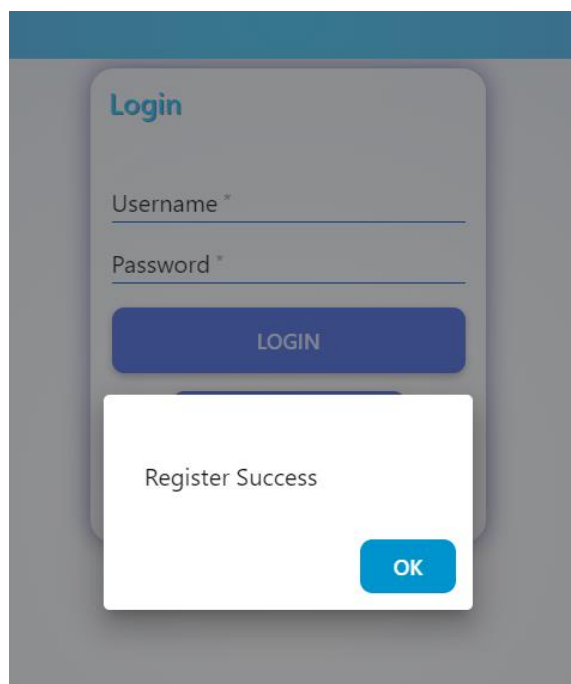 Login
Username *
Password *
LOGIN
Register Success
OK